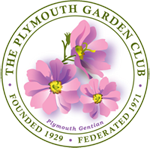 THE PLYMOUTH GARDEN CLUB
Plymouth Gentian
• FOUNDED 1929 • FEDERATED 1971 •